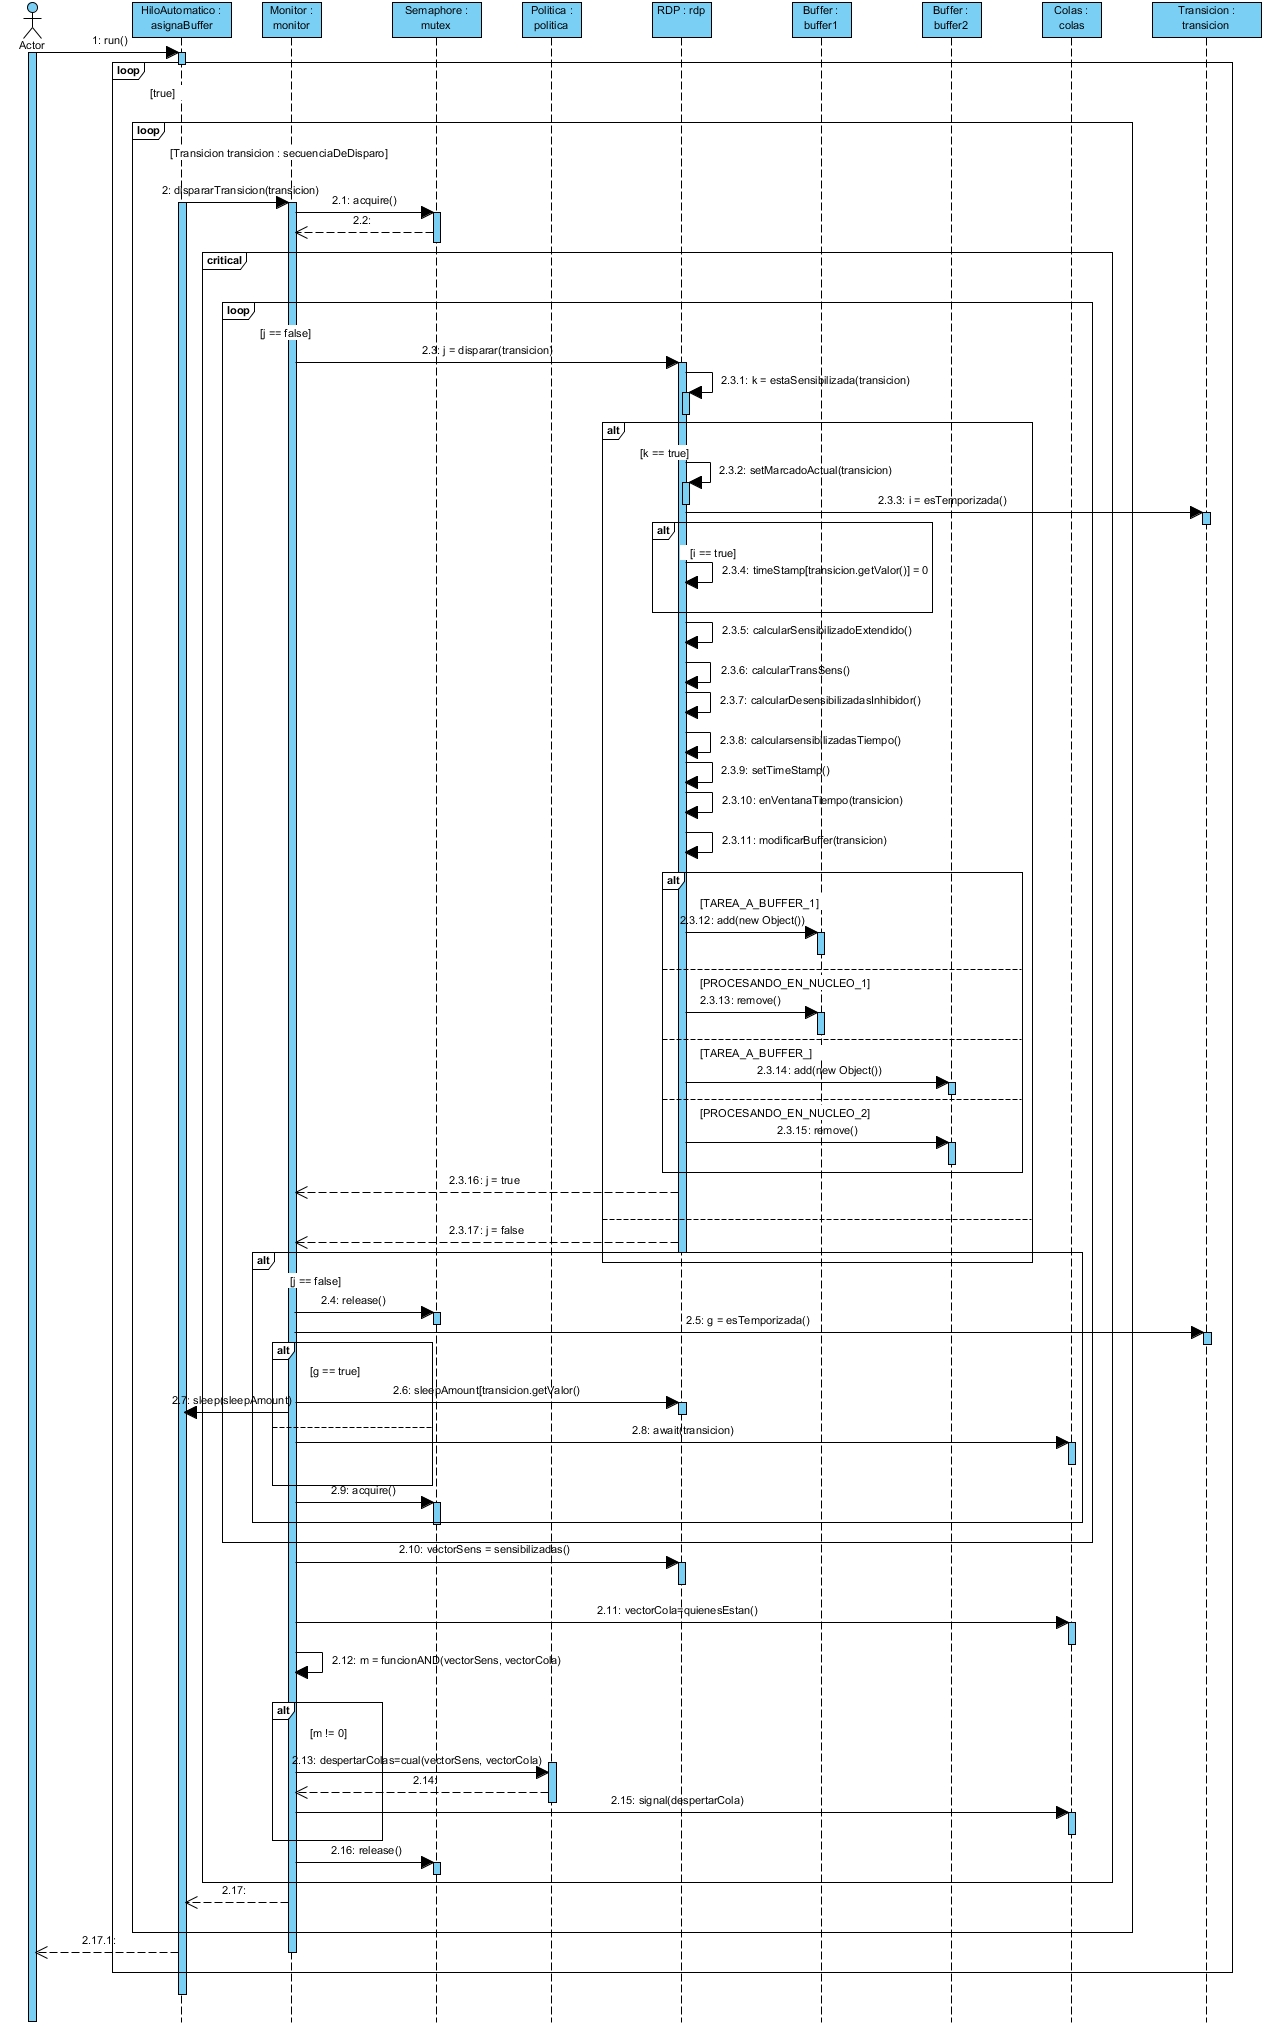 HiloAutomatico :
asignaBuffer
Monitor :
monitor
Semaphore :
mutex
Politica :
politica
RDP : rdp
Buffer :
buffer1
Buffer :
buffer2
Colas :
colas
Transicion :
transicion
Actor
1: run()
loop
[true]
loop
[Transicion transicion : secuenciaDeDisparo]
2: dispararTransicion(transicion)
2.1: acquire()
2.2:
critical
loop
[j == false]
2.3: j = disparar(transicion)
2.3.1: k = estaSensibilizada(transicion)
alt
[k == true]
2.3.2: setMarcadoActual(transicion)
2.3.3: i = esTemporizada()
alt
[i == true]
2.3.4: timeStamp[transicion.getValor()] = 0
2.3.5: calcularSensibilizadoExtendido()
2.3.6: calcularTransSens()
2.3.7: calcularDesensibilizadasInhibidor()
2.3.8: calcularsensibilizadasTiempo()
2.3.9: setTimeStamp()
2.3.10: enVentanaTiempo(transicion)
2.3.11: modificarBuffer(transicion)
alt
[TAREA_A_BUFFER_1]
2.3.12: add(new Object())
[PROCESANDO_EN_NUCLEO_1]
2.3.13: remove()
[TAREA_A_BUFFER_]
2.3.14: add(new Object())
[PROCESANDO_EN_NUCLEO_2]
2.3.15: remove()
2.3.16: j = true
2.3.17: j = false
alt
[j == false]
2.4: release()
2.5: g = esTemporizada()
alt
[g == true]
2.6: sleepAmount[transicion.getValor()
2.7: sleep(sleepAmount)
2.8: await(transicion)
2.9: acquire()
2.10: vectorSens = sensibilizadas()
2.11: vectorCola=quienesEstan()
2.12: m = funcionAND(vectorSens, vectorCola)
alt
[m != 0]
2.13: despertarColas=cual(vectorSens, vectorCola)
2.14:
2.15: signal(despertarCola)
2.16: release()
2.17:
2.17.1: